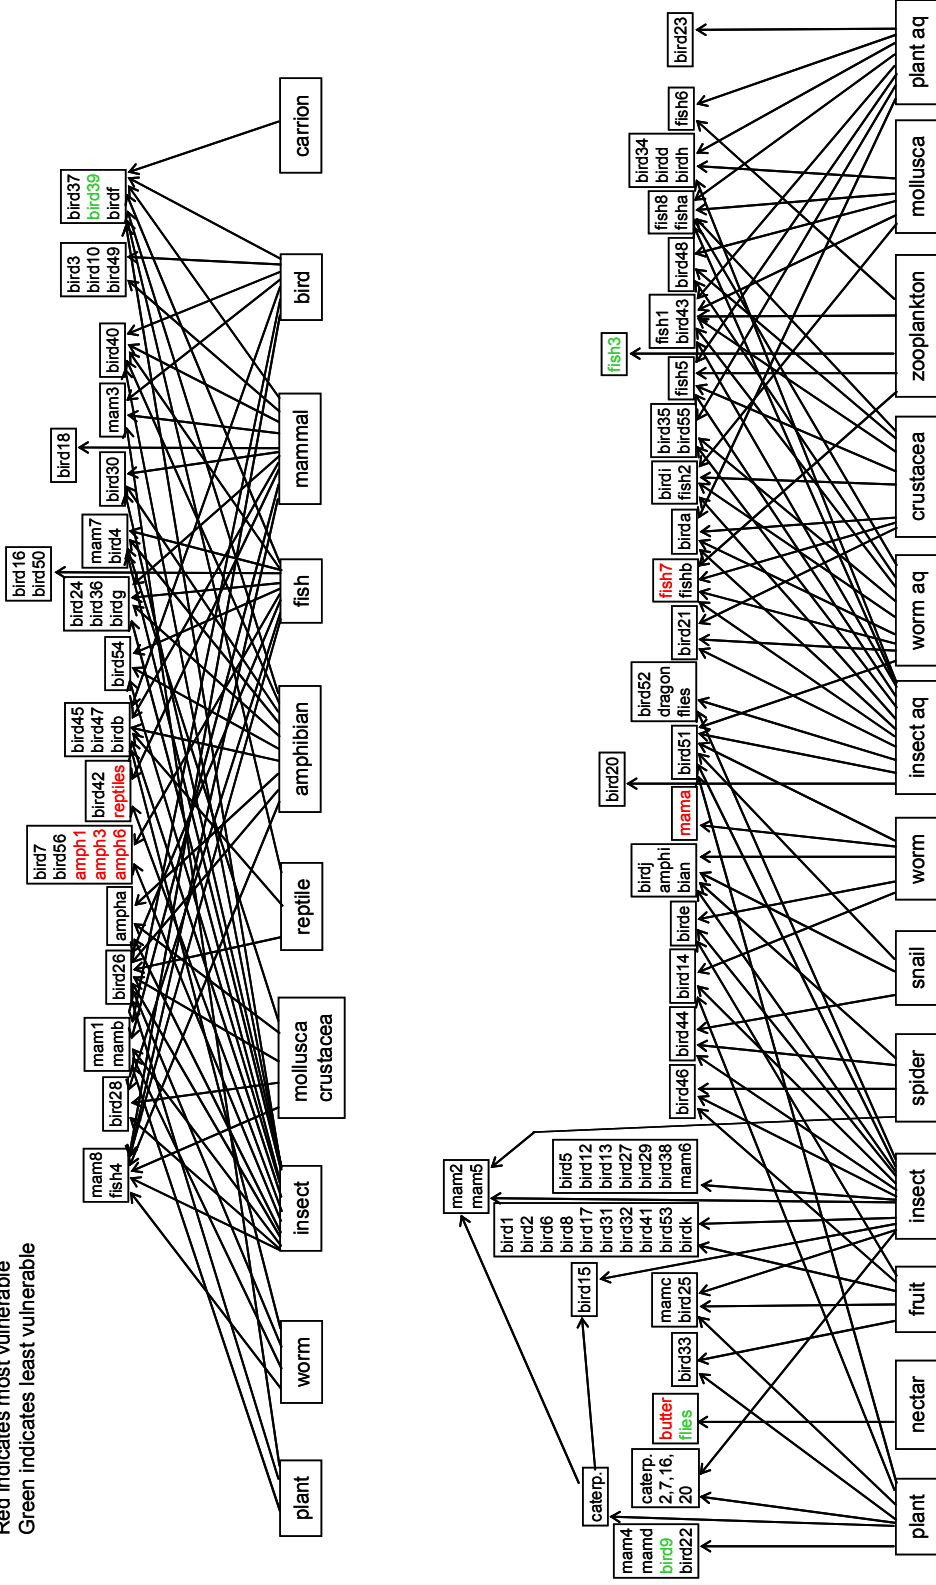 Red indicates most vulnerable
Green indicates least vulnerable
mam8
fish4
bird28
mam1
mamb
bird26
ampha
bird7
bird56
amph1
amph3
amph6
bird42
reptiles
bird45
bird47
birdb
bird54
bird24
bird36
birdg
bird16
bird50
mam7
bird4
bird30
bird18
mam3
bird40
bird3
bird10
bird49
bird37
bird39
birdf
plant
worm
insect
mollusca
crustacea
reptile
amphibian
fish
mammal
bird
carrion
mam4
mamd
bird9
bird22
caterp.
caterp.
2,7,16,
20
butter
flies
bird33
mamc
bird25
bird15
bird1
bird2
bird6
bird8
bird17
bird31
bird32
bird41
bird53
birdk
mam2
mam5
bird5
bird12
bird13
bird27
bird29
bird38
mam6
bird46
bird44
bird14
birde
birdj
amphi
bian
mama
bird20
bird51
bird52
dragon
flies
bird21
fish7
fishb
birda
birdi
fish2
bird35
bird55
fish5
fish3
fish1
bird43
bird48
fish8
fisha
bird34
birdd
birdh
fish6
bird23
plant
nectar
fruit
insect
spider
snail
worm
insect aq
worm aq
crustacea
zooplankton
mollusca
plant aq